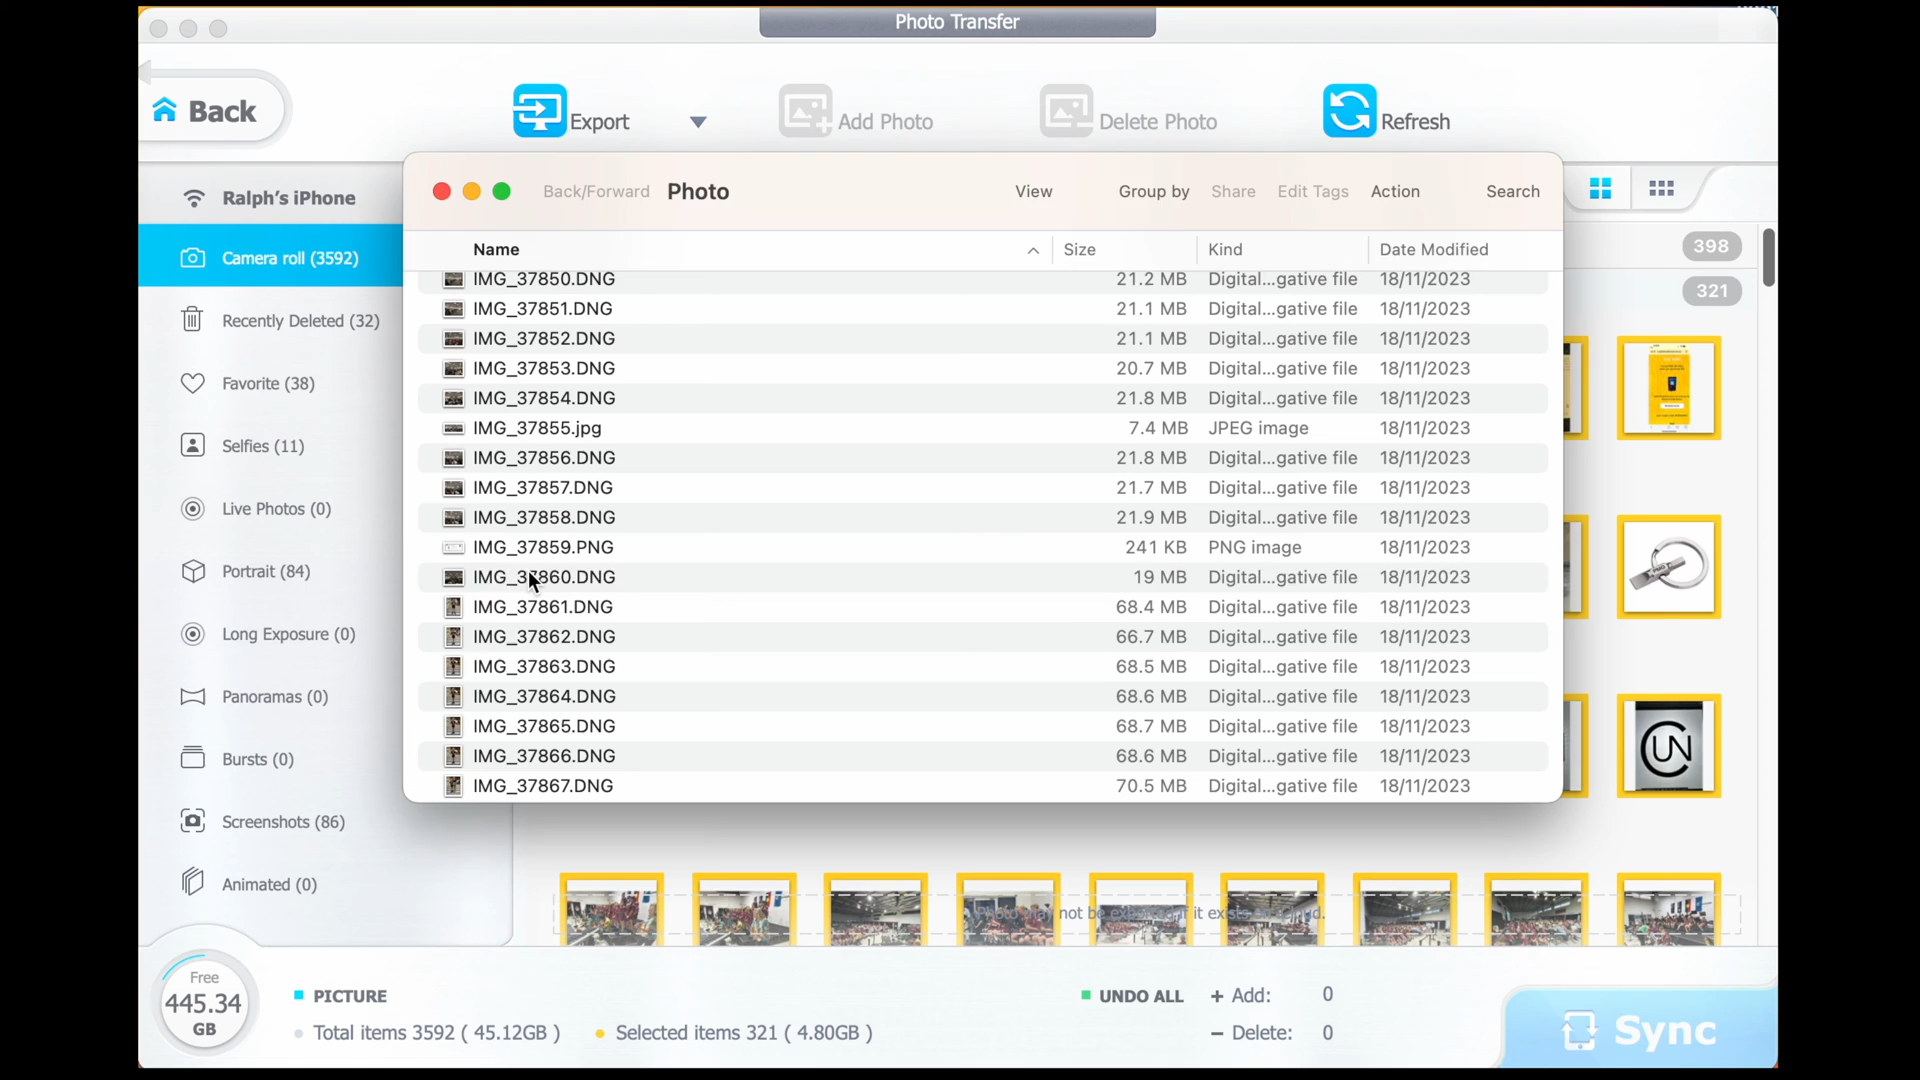 Photo Transfer
Back
Export
Add Photo
Delete Photo
Refresh
Ralph's iPhone
Back/Forward Photo View Group by Share Edit Tags Action Search
Camera roll (3592)
Recently Deleted (32)
Favorite (38)
Selfies (11)
Live Photos (0)
Portrait (84)
Long Exposure (0)
Panoramas (0)
Bursts (0)
Screenshots (86)
Animated (0)
Name Size Kind Date Modified
IMG_37850.DNG 21.2 MB Digital...gative file 18/11/2023
IMG_37851.DNG 21.1 MB Digital...gative file 18/11/2023
IMG_37852.DNG 21.1 MB Digital...gative file 18/11/2023
IMG_37853.DNG 20.7 MB Digital...gative file 18/11/2023
IMG_37854.DNG 21.8 MB Digital...gative file 18/11/2023
IMG_37855.jpg 7.4 MB JPEG image 18/11/2023
IMG_37856.DNG 21.8 MB Digital...gative file 18/11/2023
IMG_37857.DNG 21.7 MB Digital...gative file 18/11/2023
IMG_37858.DNG 21.9 MB Digital...gative file 18/11/2023
IMG_37859.PNG 241 KB PNG image 18/11/2023
IMG_37860.DNG 19 MB Digital...gative file 18/11/2023
IMG_37861.DNG 68.4 MB Digital...gative file 18/11/2023
IMG_37862.DNG 66.7 MB Digital...gative file 18/11/2023
IMG_37863.DNG 68.5 MB Digital...gative file 18/11/2023
IMG_37864.DNG 68.6 MB Digital...gative file 18/11/2023
IMG_37865.DNG 68.7 MB Digital...gative file 18/11/2023
IMG_37866.DNG 68.6 MB Digital...gative file 18/11/2023
IMG_37867.DNG 70.5 MB Digital...gative file 18/11/2023
398
321
UN
not be if it exists
Free
445.34
GB
PICTURE
Total items 3592 ( 45.12GB ) Selected items 321 ( 4.80GB )
UNDO ALL + Add: 0
− Delete: 0
Sync